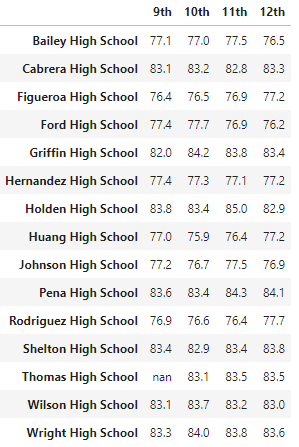 9th 10th 11th 12th
Bailey High School 77.1 77.0 77.5 76.5
Cabrera High School 83.1 83.2 82.8 83.3
Figueroa High School 76.4 76.5 76.9 77.2
Ford High School 77.4 77.7 76.9 76.2
Griffin High School 82.0 84.2 83.8 83.4
Hernandez High School 77.4 77.3 77.1 77.2
Holden High School 83.8 83.4 85.0 82.9
Huang High School 77.0 75.9 76.4 77.2
Johnson High School 77.2 76.7 77.5 76.9
Pena High School 83.6 83.4 84.3 84.1
Rodriguez High School 76.9 76.6 76.4 77.7
Shelton High School 83.4 82.9 83.4 83.8
Thomas High School nan 83.1 83.5 83.5
Wilson High School 83.1 83.7 83.2 83.0
Wright High School 83.3 84.0 83.8 83.6